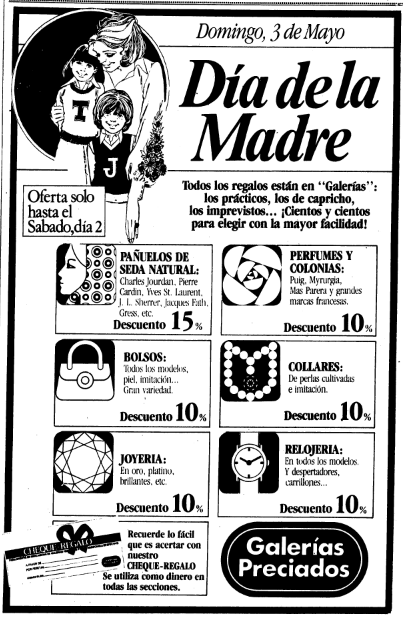 Domingo, 3 de Mayo
Día de la
Madre
T
J
Oferta solo
hasta el
Sabado, día 2
Todos los regalos están en "Galerías":
los prácticos, los de capricho,
los imprevistos... ¡Cientos y cientos
para elegir con la mayor facilidad!
PAÑUELOS DE
SEDA NATURAL:
Charles Jourdan, Pierre
Cardin, Yves St. Laurent,
J. L. Sherrer, Jacques Fath,
Gress, etc.
Descuento 15%
PERFUMES Y
COLONIAS:
Puig, Myrurgia,
Mas Parera y grandes
marcas francesas.
Descuento 10%
BOLSOS:
Todos los modelos,
piel, imitación...
Gran variedad.
Descuento 10%
COLLARES:
De perlas cultivadas
e imitación.
Descuento 10%
JOYERIA:
En oro, platino,
brillantes, etc.
Descuento 10%
RELOJERIA:
En todos los modelos.
Y despertadores,
carrillones...
Descuento 10%
CHEQUE REGALO
Recuerde lo fácil
que es acertar con
nuestro
CHEQUE-REGALO
Se utiliza como dinero en
todas las secciones.
Galerías
Preciados